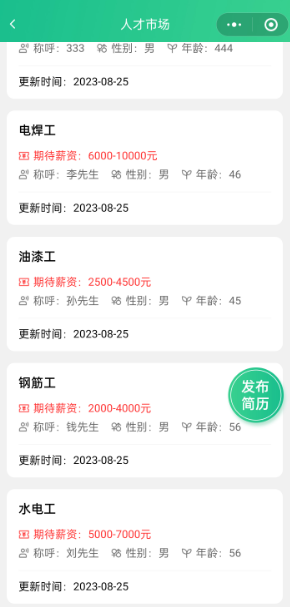 人才市场
称呼：333 性别：男 年龄：444
更新时间：2023-08-25
电焊工
期待薪资：6000-10000元
称呼：李先生 性别：男 年龄：46
更新时间：2023-08-25
油漆工
期待薪资：2500-4500元
称呼：孙先生 性别：男 年龄：45
更新时间：2023-08-25
钢筋工
期待薪资：2000-4000元
称呼：钱先生 性别：男 年龄：56
发布
简历
更新时间：2023-08-25
水电工
期待薪资：5000-7000元
称呼：刘先生 性别：男 年龄：56
更新时间：2023-08-25